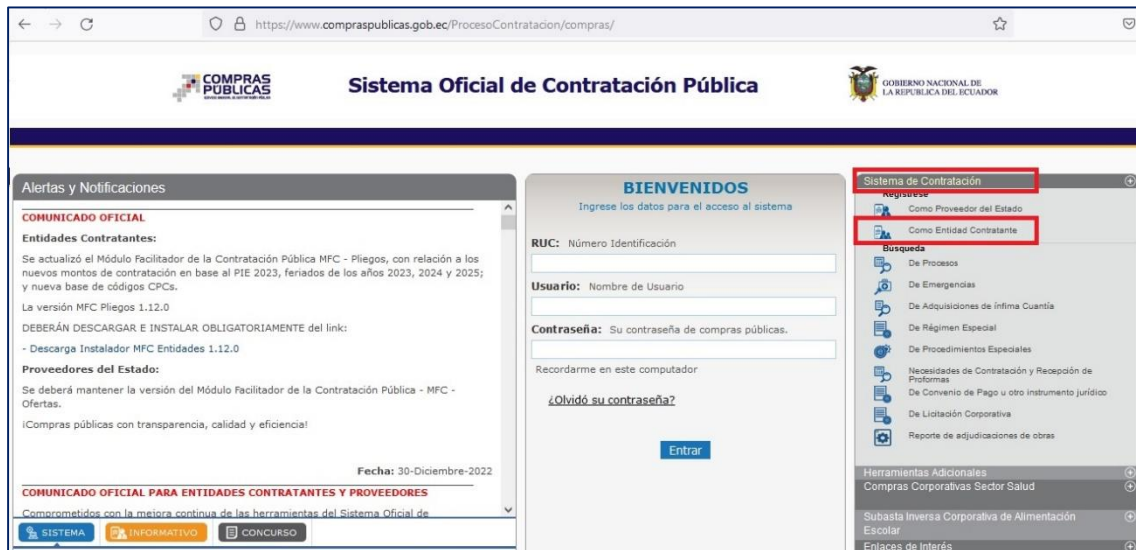 https://www.compraspublicas.gob.ec/ProcesoContratacion/compras/
COMPRAS
PÚBLICAS
Sistema Oficial de Contratación Pública
GOBIERNO NACIONAL DE
LA REPUBLICA DEL ECUADOR
Alertas y Notificaciones
COMUNICADO OFICIAL
Entidades Contratantes:
Se actualizó el Módulo Facilitador de la Contratación Pública MFC - Pliegos, con relación a los
nuevos montos de contratación en base al PIE 2023, feriados de los años 2023, 2024 y 2025;
y nueva base de códigos CPCs.
La versión MFC Pliegos 1.12.0
DEBERÁN DESCARGAR E INSTALAR OBLIGATORIAMENTE del link:
- Descarga Instalador MFC Entidades 1.12.0
Proveedores del Estado:
Se deberá mantener la versión del Módulo Facilitador de la Contratación Pública - MFC -
Ofertas.
¡Compras públicas con transparencia, calidad y eficiencia!
Fecha: 30-Diciembre-2022
COMUNICADO OFICIAL PARA ENTIDADES CONTRATANTES Y PROVEEDORES
Comprometidos con la mejora continua de las herramientas del Sistema Oficial de
SISTEMA
INFORMATIVO
CONCURSO
BIENVENIDOS
Ingrese los datos para el acceso al sistema
RUC: Número Identificación
Usuario: Nombre de Usuario
Contraseña: Su contraseña de compras públicas.
Recordarme en este computador
¿Olvidó su contraseña?
Entrar
Sistema de Contratación
Regístrese
Como Proveedor del Estado
Como Entidad Contratante
Busqueda
De Procesos
De Emergencias
De Adquisiciones de ínfima Cuantía
De Régimen Especial
De Procedimientos Especiales
Necesidades de Contratación y Recepción de
Proformas
De Convenio de Pago u otro instrumento jurídico
De Licitación Corporativa
Reporte de adjudicaciones de obras
Herramientas Adicionales
Compras Corporativas Sector Salud
Subasta Inversa Corporativa de Alimentación
Escolar
Enlaces de Interés